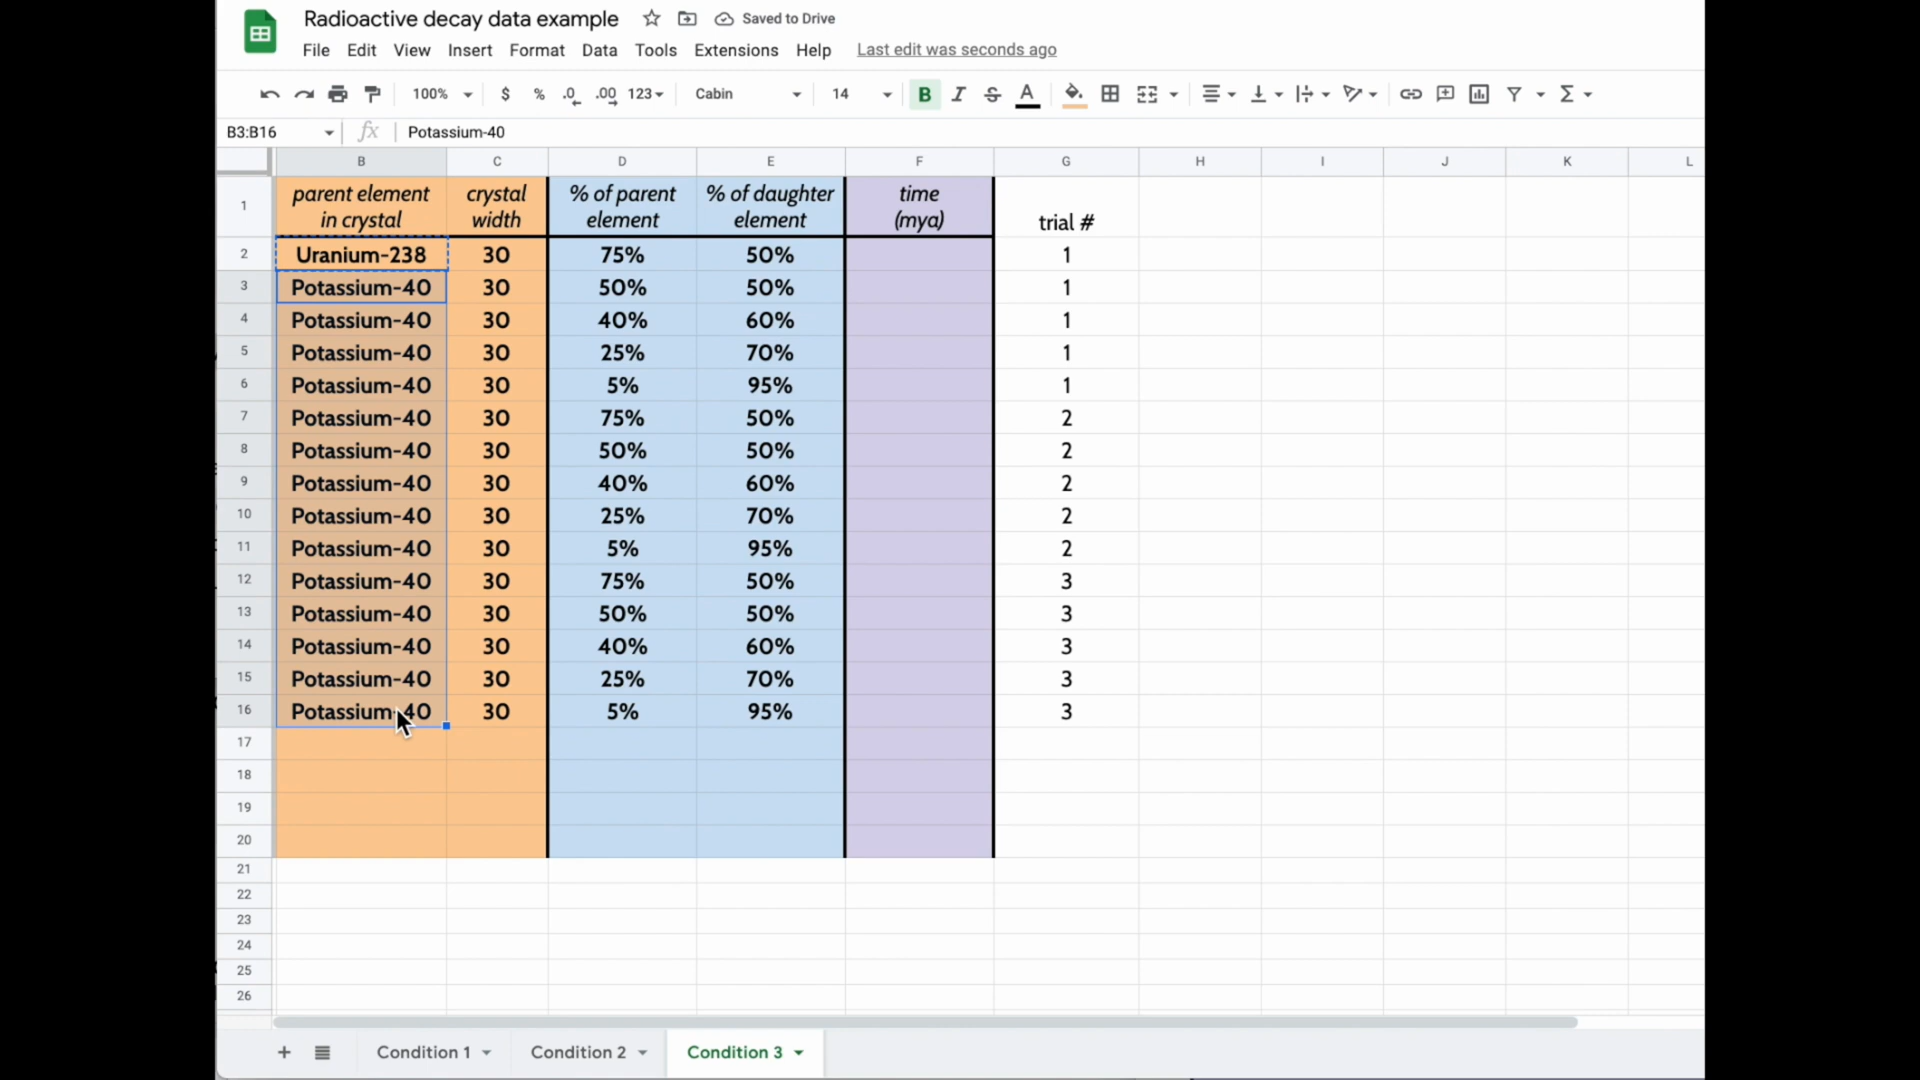 Radioactive decay data example Saved to Drive
File Edit View Insert Format Data Tools Extensions Help Last edit was seconds ago
100% $ % .0 .00 123 Cabin 14 B I S A Σ
B3:B16 fx Potassium-40
B C D E F G H I J K L
1 parent element in crystal crystal width % of parent element % of daughter element time (mya) trial #
2 Uranium-238 30 75% 50% 1
3 Potassium-40 30 50% 50% 1
4 Potassium-40 30 40% 60% 1
5 Potassium-40 30 25% 70% 1
6 Potassium-40 30 5% 95% 1
7 Potassium-40 30 75% 50% 2
8 Potassium-40 30 50% 50% 2
9 Potassium-40 30 40% 60% 2
10 Potassium-40 30 25% 70% 2
11 Potassium-40 30 5% 95% 2
12 Potassium-40 30 75% 50% 3
13 Potassium-40 30 50% 50% 3
14 Potassium-40 30 40% 60% 3
15 Potassium-40 30 25% 70% 3
16 Potassium-40 30 5% 95% 3
17
18
19
20
21
22
23
24
25
26
+ Condition 1 Condition 2 Condition 3